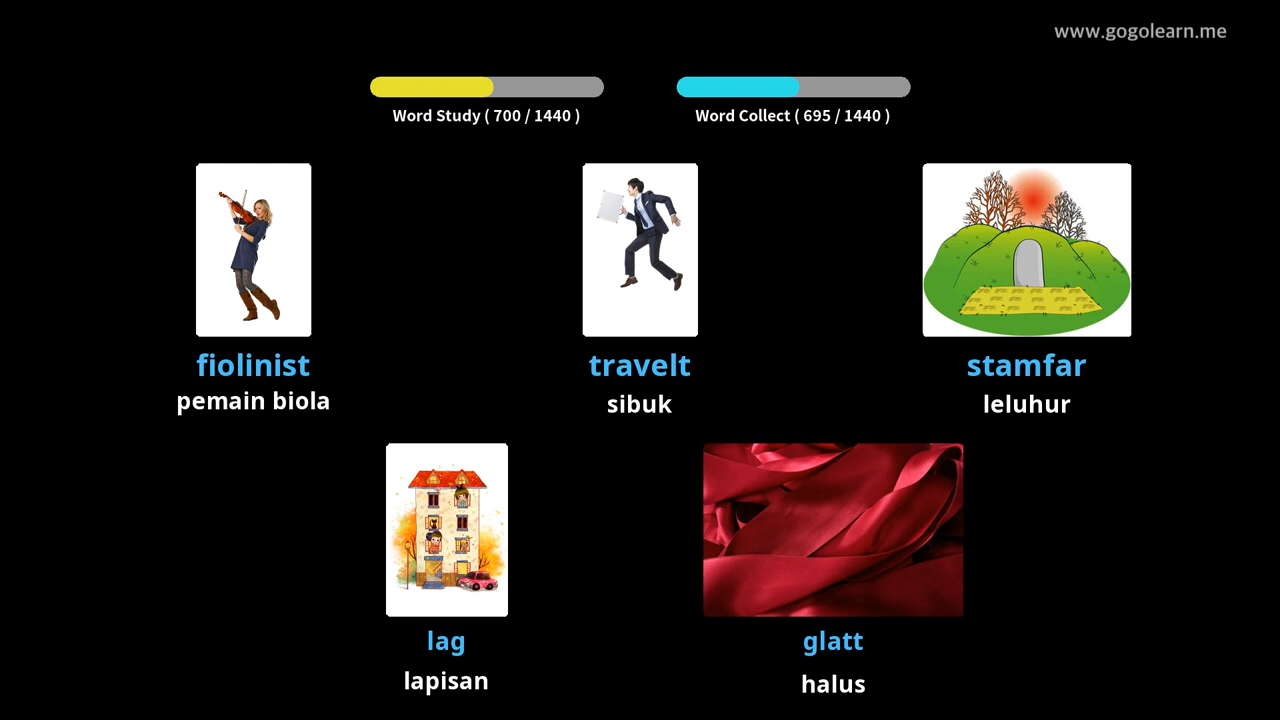 www.gogolearn.me
Word Study ( 700 / 1440 )
Word Collect ( 695 / 1440 )
fiolinist
pemain biola
travelt
sibuk
stamfar
leluhur
lag
lapisan
glatt
halus